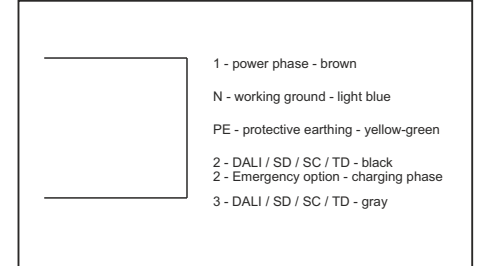 1 - power phase - brown
N - working ground - light blue
PE - protective earthing - yellow-green
2 - DALI / SD / SC / TD - black
2 - Emergency option - charging phase
3 - DALI / SD / SC / TD - gray